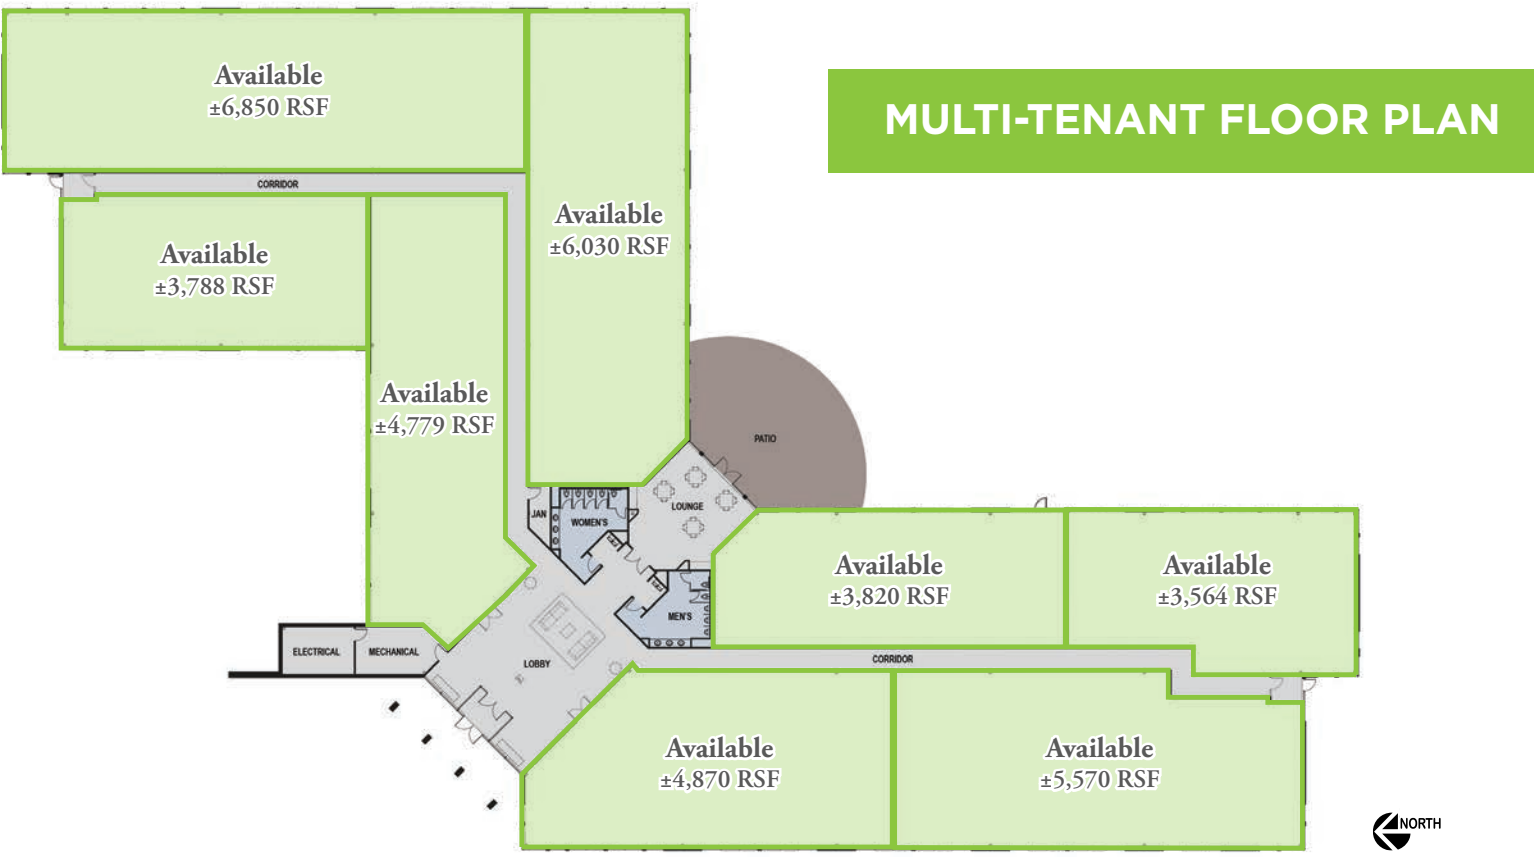 MULTI-TENANT FLOOR PLAN
Available
±6,850 RSF
CORRIDOR
Available
±6,030 RSF
Available
±3,788 RSF
Available
±4,779 RSF
PATIO
LOUNGE
JAN
WOMEN'S
MEN'S
Available
±3,820 RSF
Available
±3,564 RSF
ELECTRICAL
MECHANICAL
LOBBY
CORRIDOR
Available
±4,870 RSF
Available
±5,570 RSF
NORTH